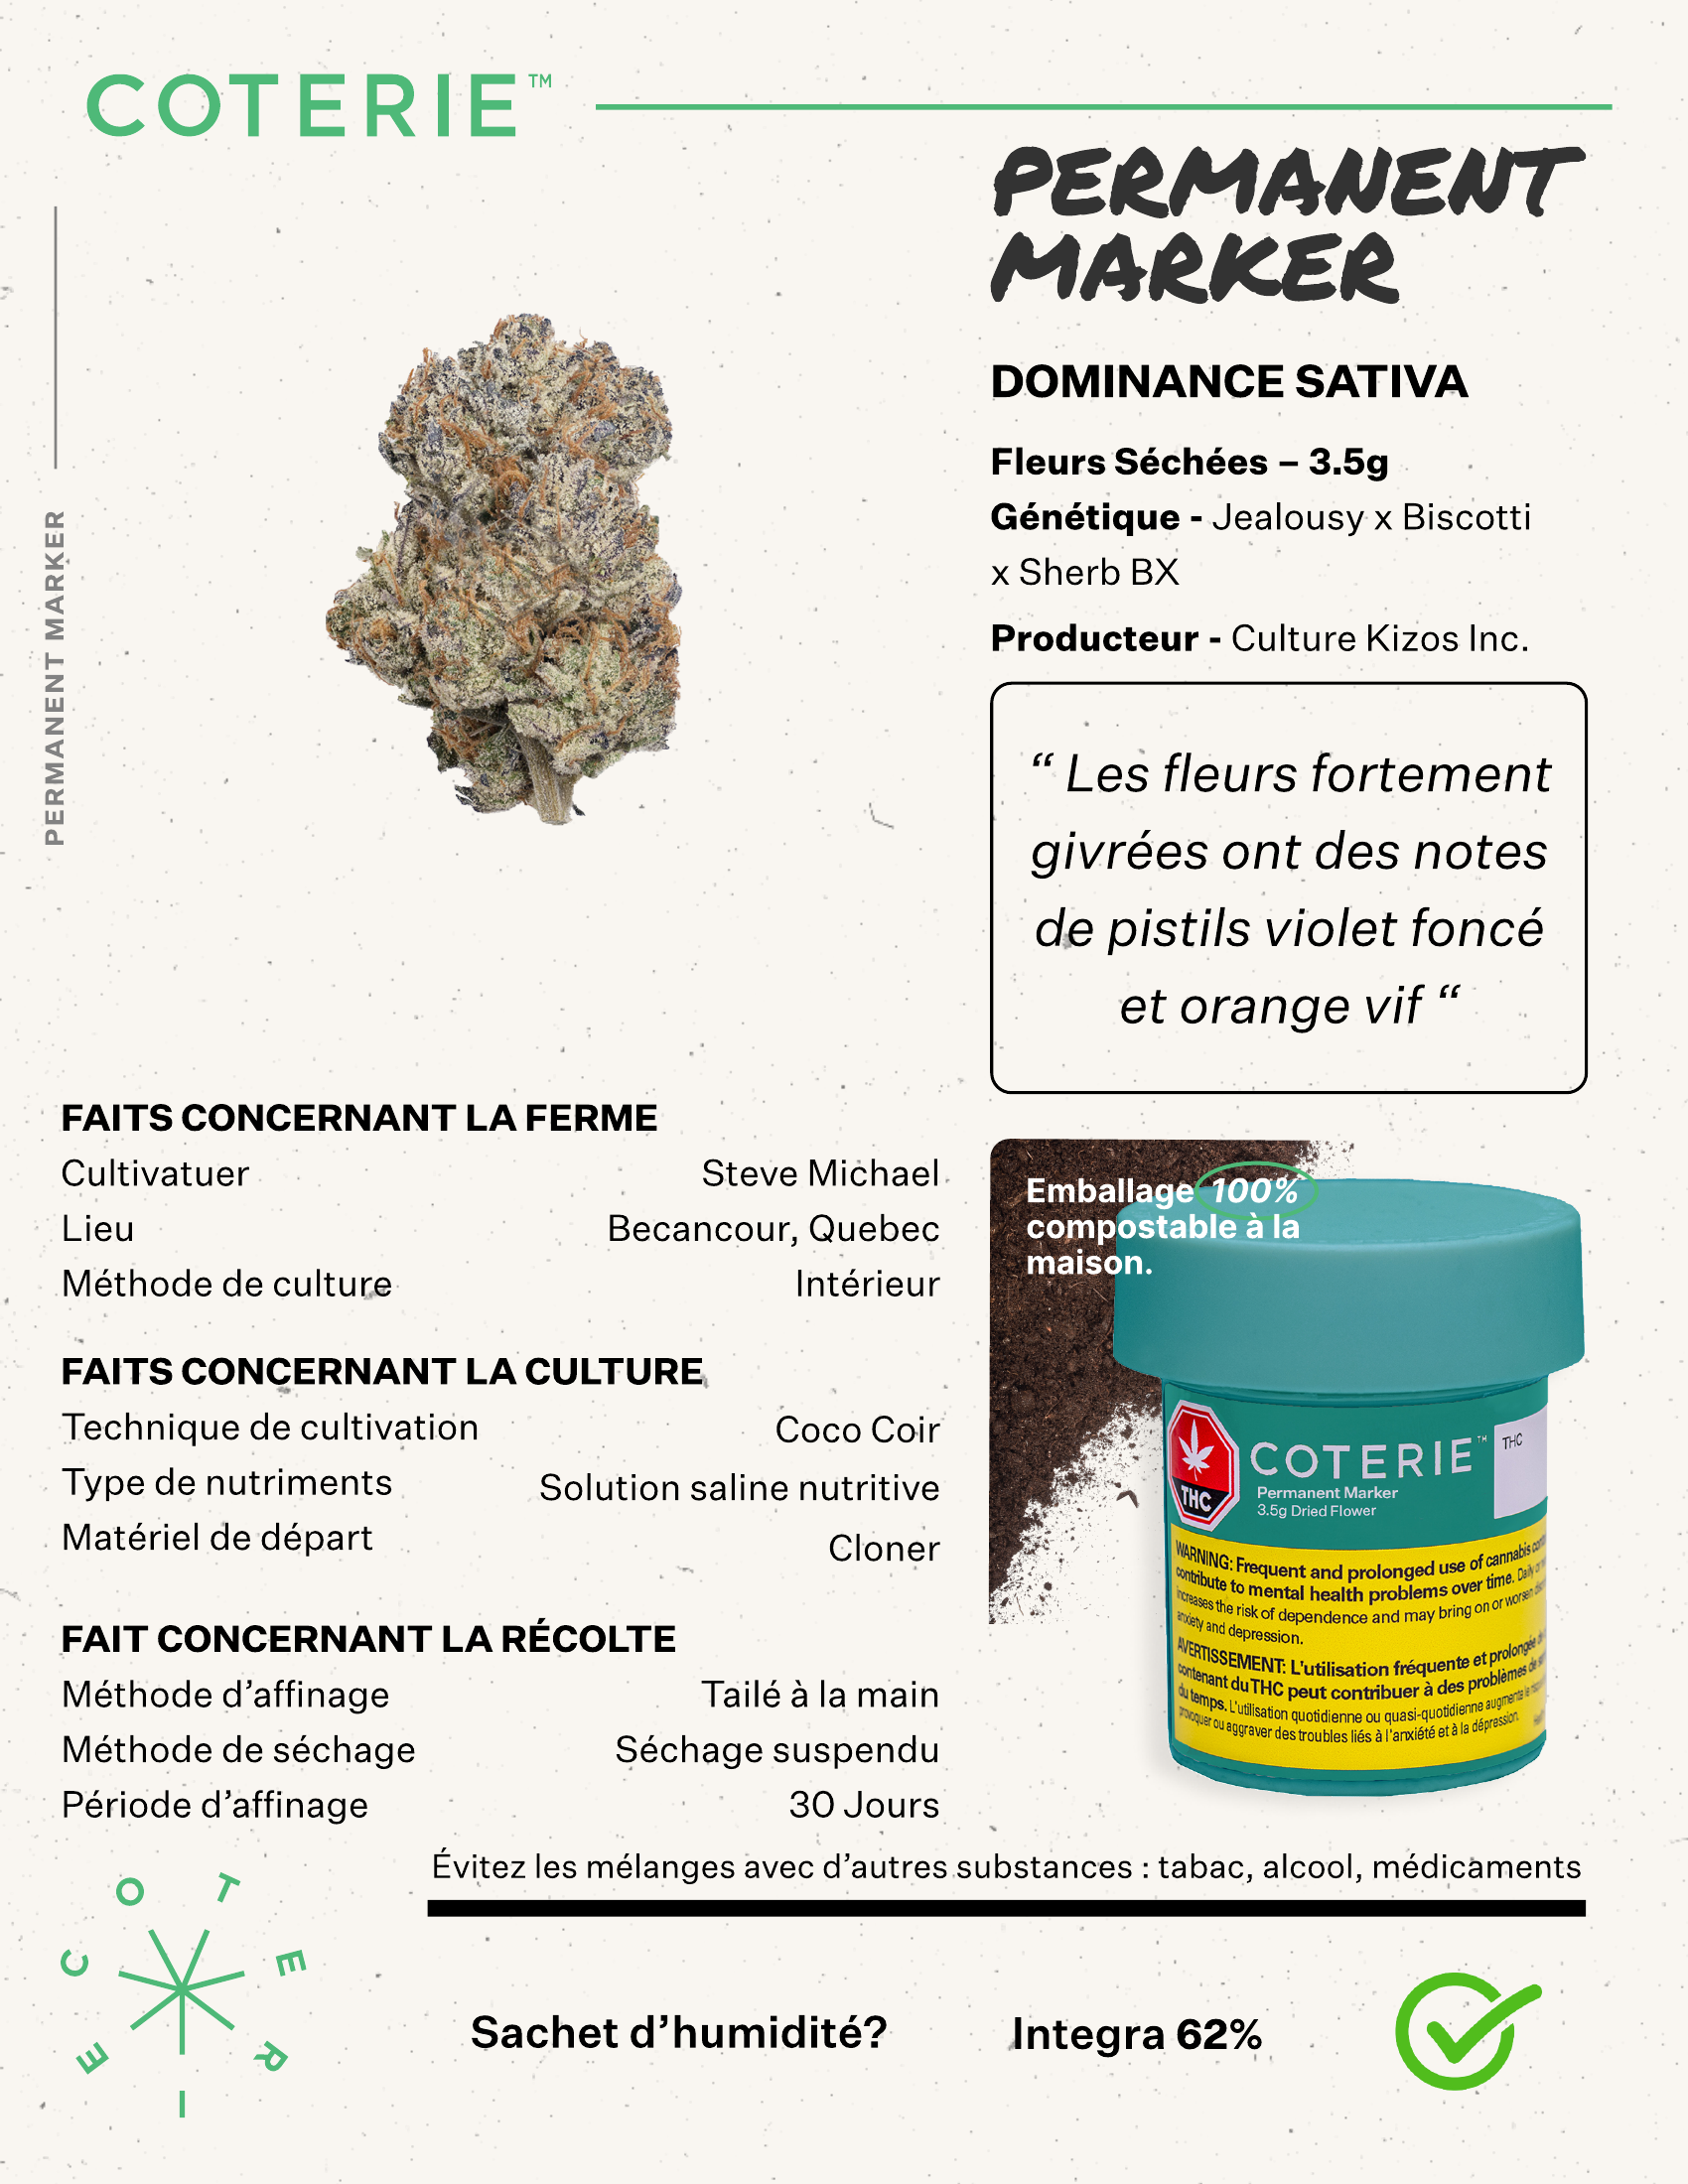 COTERIE™
PERMANENT
MARKER
DOMINANCE SATIVA
Fleurs Séchées – 3.5g
Génétique - Jealousy x Biscotti
x Sherb BX
Producteur - Culture Kizos Inc.
PERMANENT MARKER
“ Les fleurs fortement
givrées ont des notes
de pistils violet foncé
et orange vif “
FAITS CONCERNANT LA FERME
Cultivatuer Steve Michael
Lieu Becancour, Quebec
Méthode de culture Intérieur
FAITS CONCERNANT LA CULTURE
Technique de cultivation Coco Coir
Type de nutriments Solution saline nutritive
Matériel de départ Cloner
FAIT CONCERNANT LA RÉCOLTE
Méthode d’affinage Tailé à la main
Méthode de séchage Séchage suspendu
Période d’affinage 30 Jours
Emballage 100%
compostable à la
maison.
THC
COTERIE™
THC
Permanent Marker
3.5g Dried Flower
WARNING: Frequent and prolonged use of cannabis
contribute to mental health problems over time.
increases the risk of dependence and may bring on or worsen
anxiety and depression.
AVERTISSEMENT: L'utilisation fréquente et prolongée
contenant du THC peut contribuer à des problèmes de
du temps. L'utilisation quotidienne ou quasi-quotidienne augmente le
provoquer ou aggraver des troubles liés à l'anxiété et à la dépression.
Évitez les mélanges avec d’autres substances : tabac, alcool, médicaments
COTERIE
Sachet d’humidité? Integra 62%